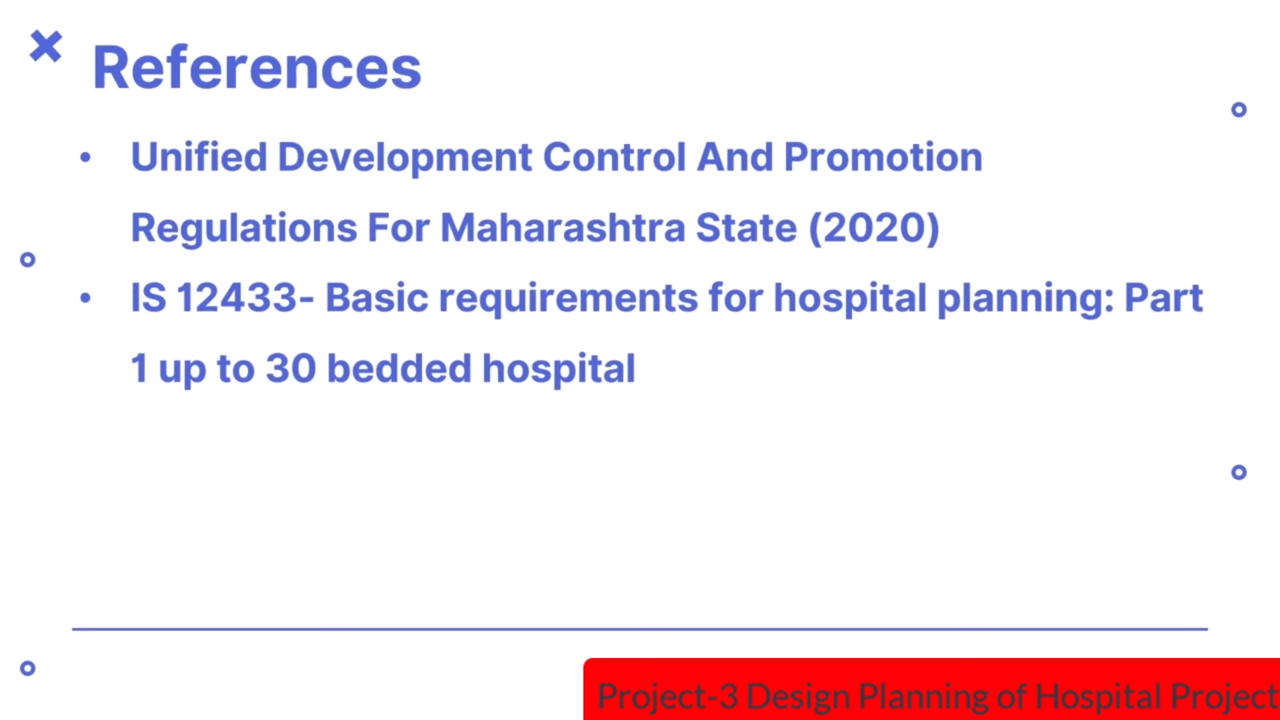 References
• Unified Development Control And Promotion
Regulations For Maharashtra State (2020)
• IS 12433- Basic requirements for hospital planning: Part
1 up to 30 bedded hospital
Project-3 Design Planning of Hospital Project